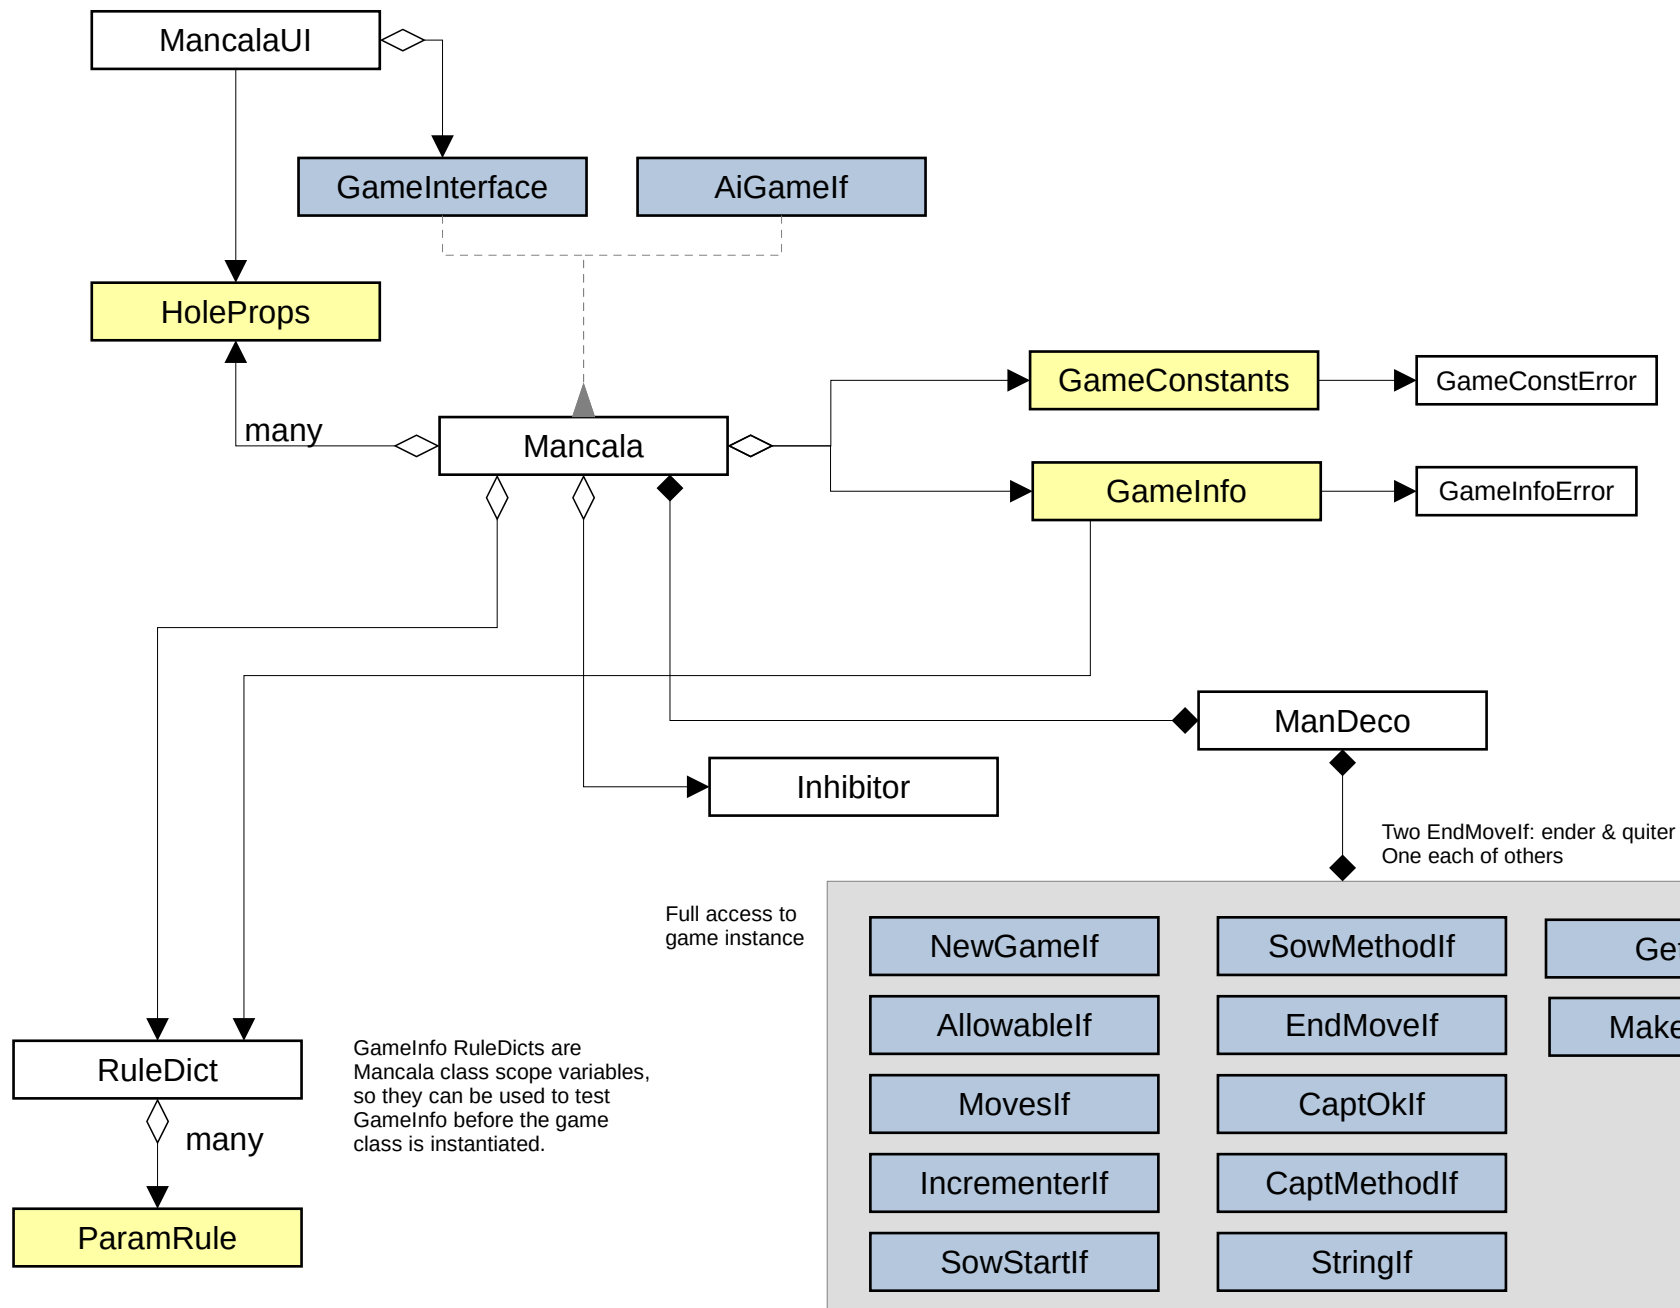 MancalaUI
GameInterface
AiGameIf
HoleProps
many
Mancala
GameConstants
GameConstError
GameInfo
GameInfoError
ManDeco
Inhibitor
Two EndMoveIf: ender & quiter
One each of others
Full access to
game instance
NewGameIf
SowMethodIf
AllowableIf
EndMoveIf
MovesIf
CaptOkIf
IncrementerIf
CaptMethodIf
SowStartIf
StringIf
Make
RuleDict
GameInfo RuleDicts are
Mancala class scope variables,
so they can be used to test
GameInfo before the game
class is instantiated.
many
ParamRule